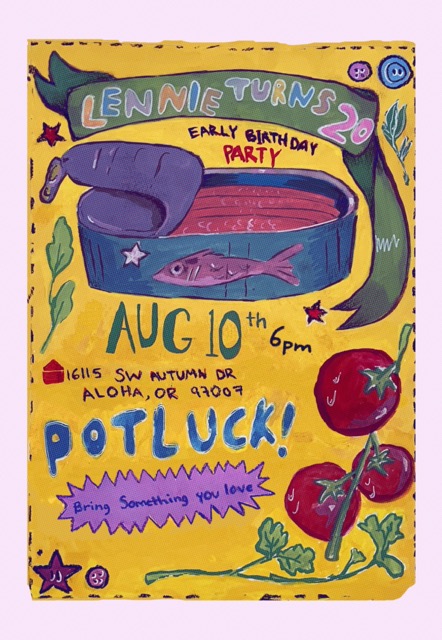 LENNIE TURNS 20
EARLY BIRTHDAY
PARTY
AUG 10th 6pm
16115 SW AUTUMN DR
ALOHA, OR 97007
POTLUCK!
Bring Something you love